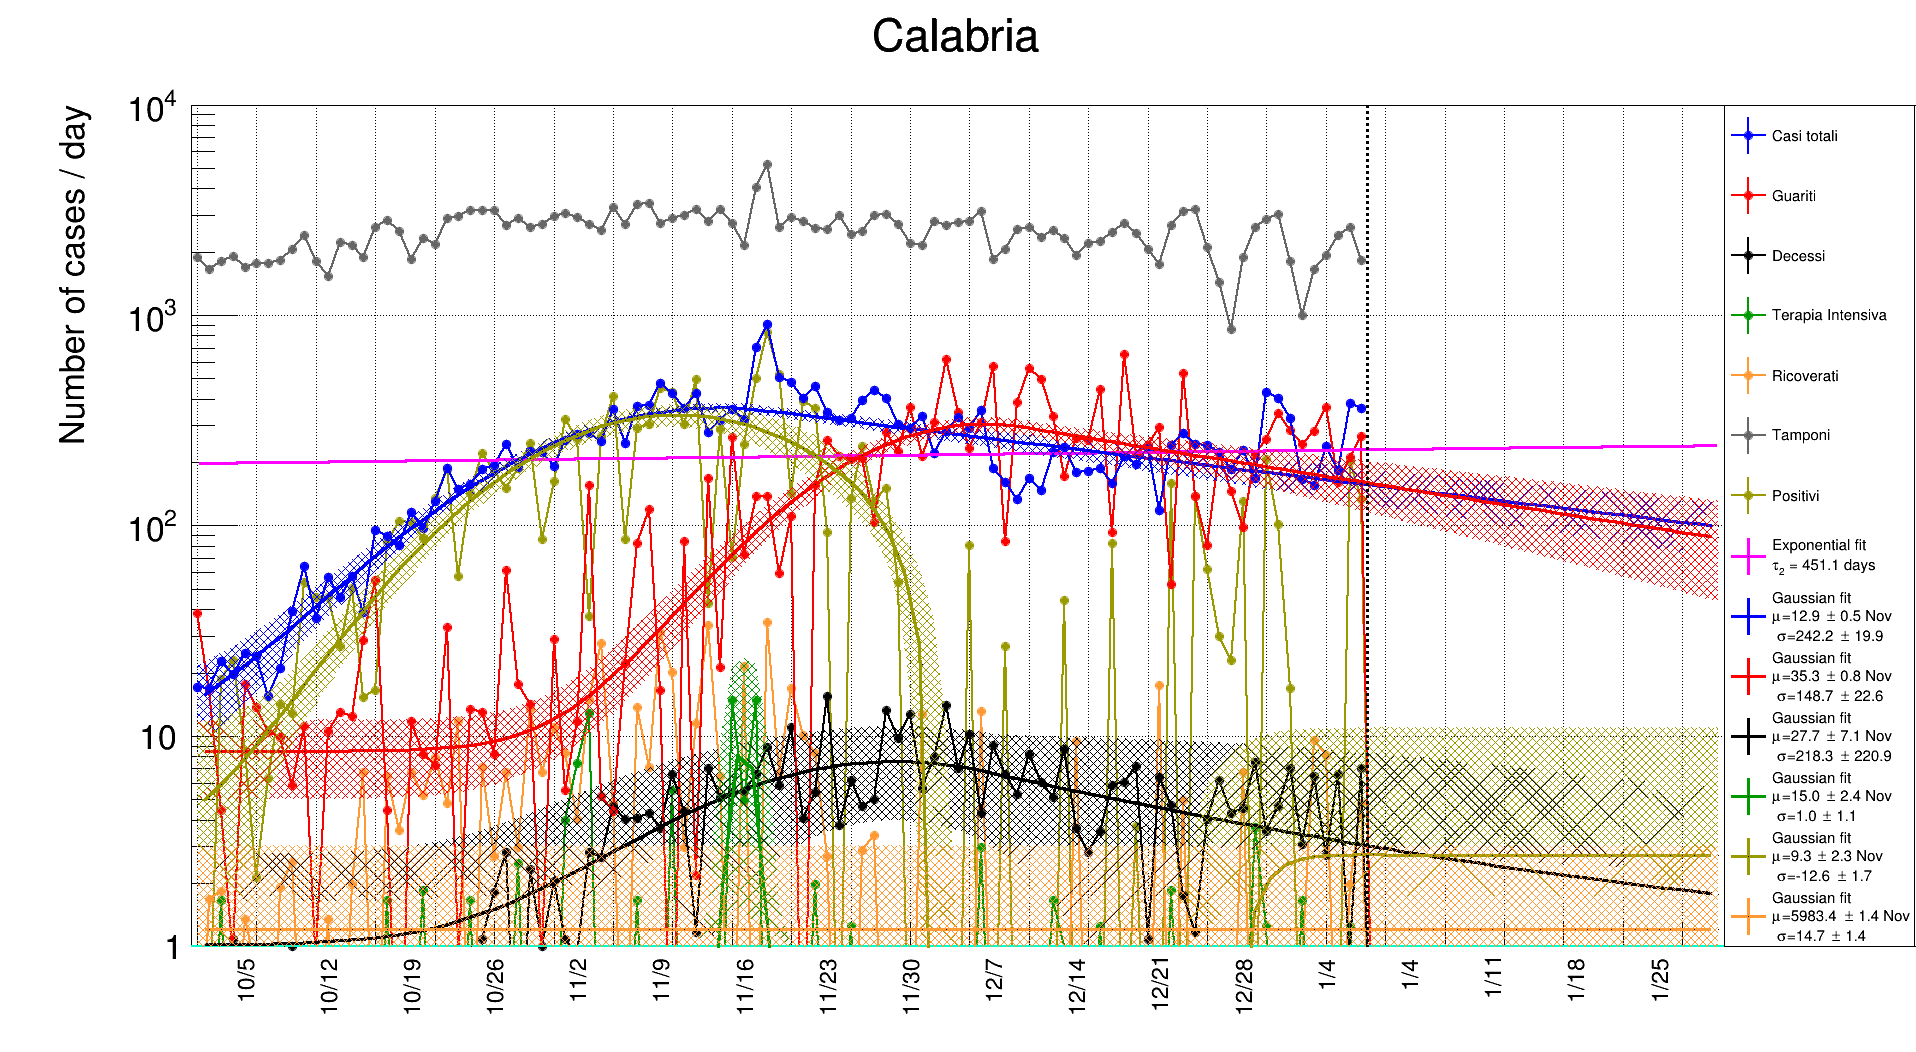 Calabria
Number of cases / day
10⁴
10³
10²
10
1
10/5
10/12
10/19
10/26
11/2
11/9
11/16
11/23
11/30
12/7
12/14
12/21
12/28
1/4
1/4
1/11
1/18
1/25
Casi totali
Guariti
Decessi
Terapia Intensiva
Ricoverati
Tamponi
Positivi
Exponential fit
τ₂ = 451.1 days
Gaussian fit
μ=12.9 ± 0.5 Nov
σ=242.2 ± 19.9
Gaussian fit
μ=35.3 ± 0.8 Nov
σ=148.7 ± 22.6
Gaussian fit
μ=27.7 ± 7.1 Nov
σ=218.3 ± 220.9
Gaussian fit
μ=15.0 ± 2.4 Nov
σ=1.0 ± 1.1
Gaussian fit
μ=9.3 ± 2.3 Nov
σ=-12.6 ± 1.7
Gaussian fit
μ=5983.4 ± 1.4 Nov
σ=14.7 ± 1.4